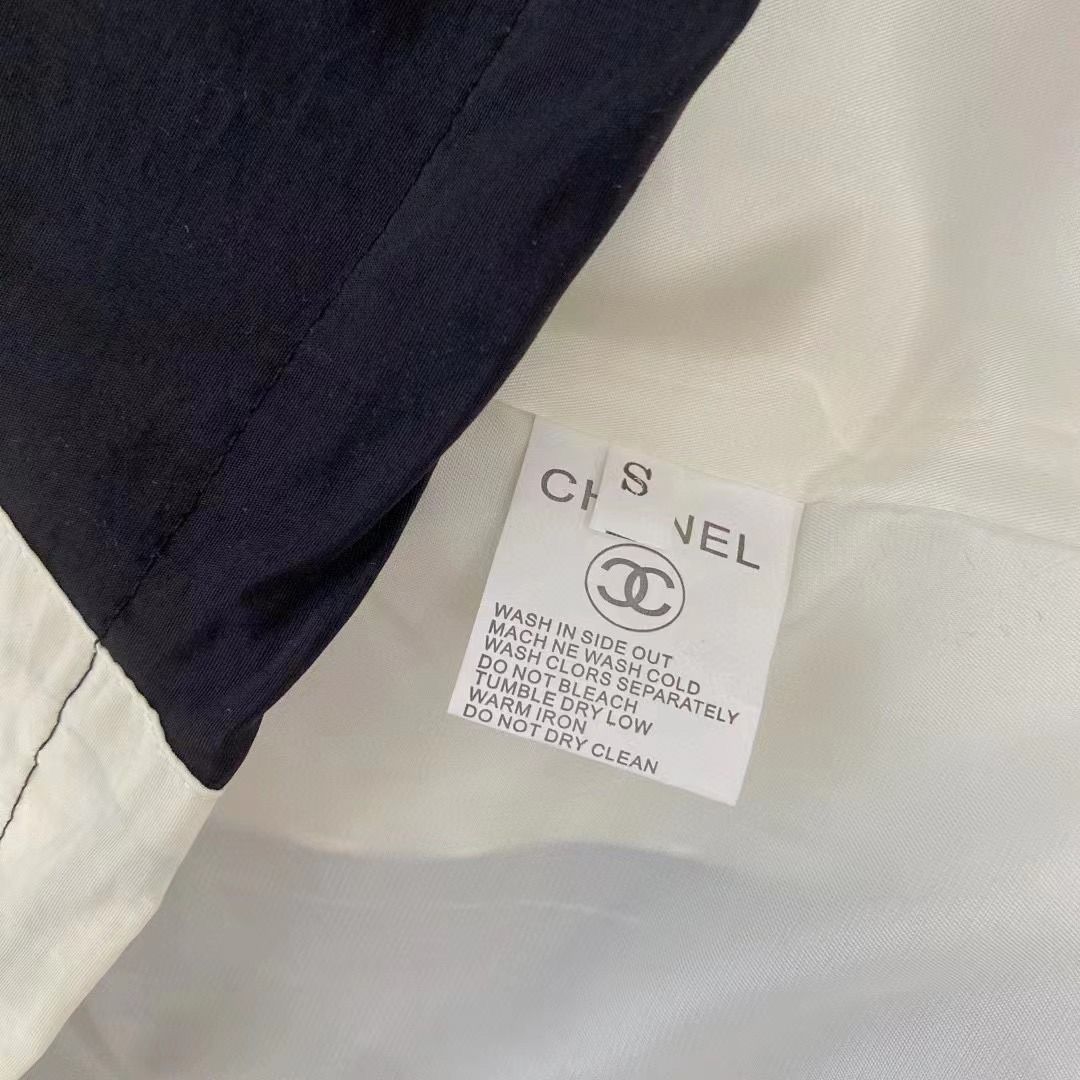 S
CH NEL
WASH IN SIDE OUT
MACH NE WASH COLD
WASH CLORS SEPARATELY
DO NOT BLEACH
TUMBLE DRY LOW
WARM IRON
DO NOT DRY CLEAN